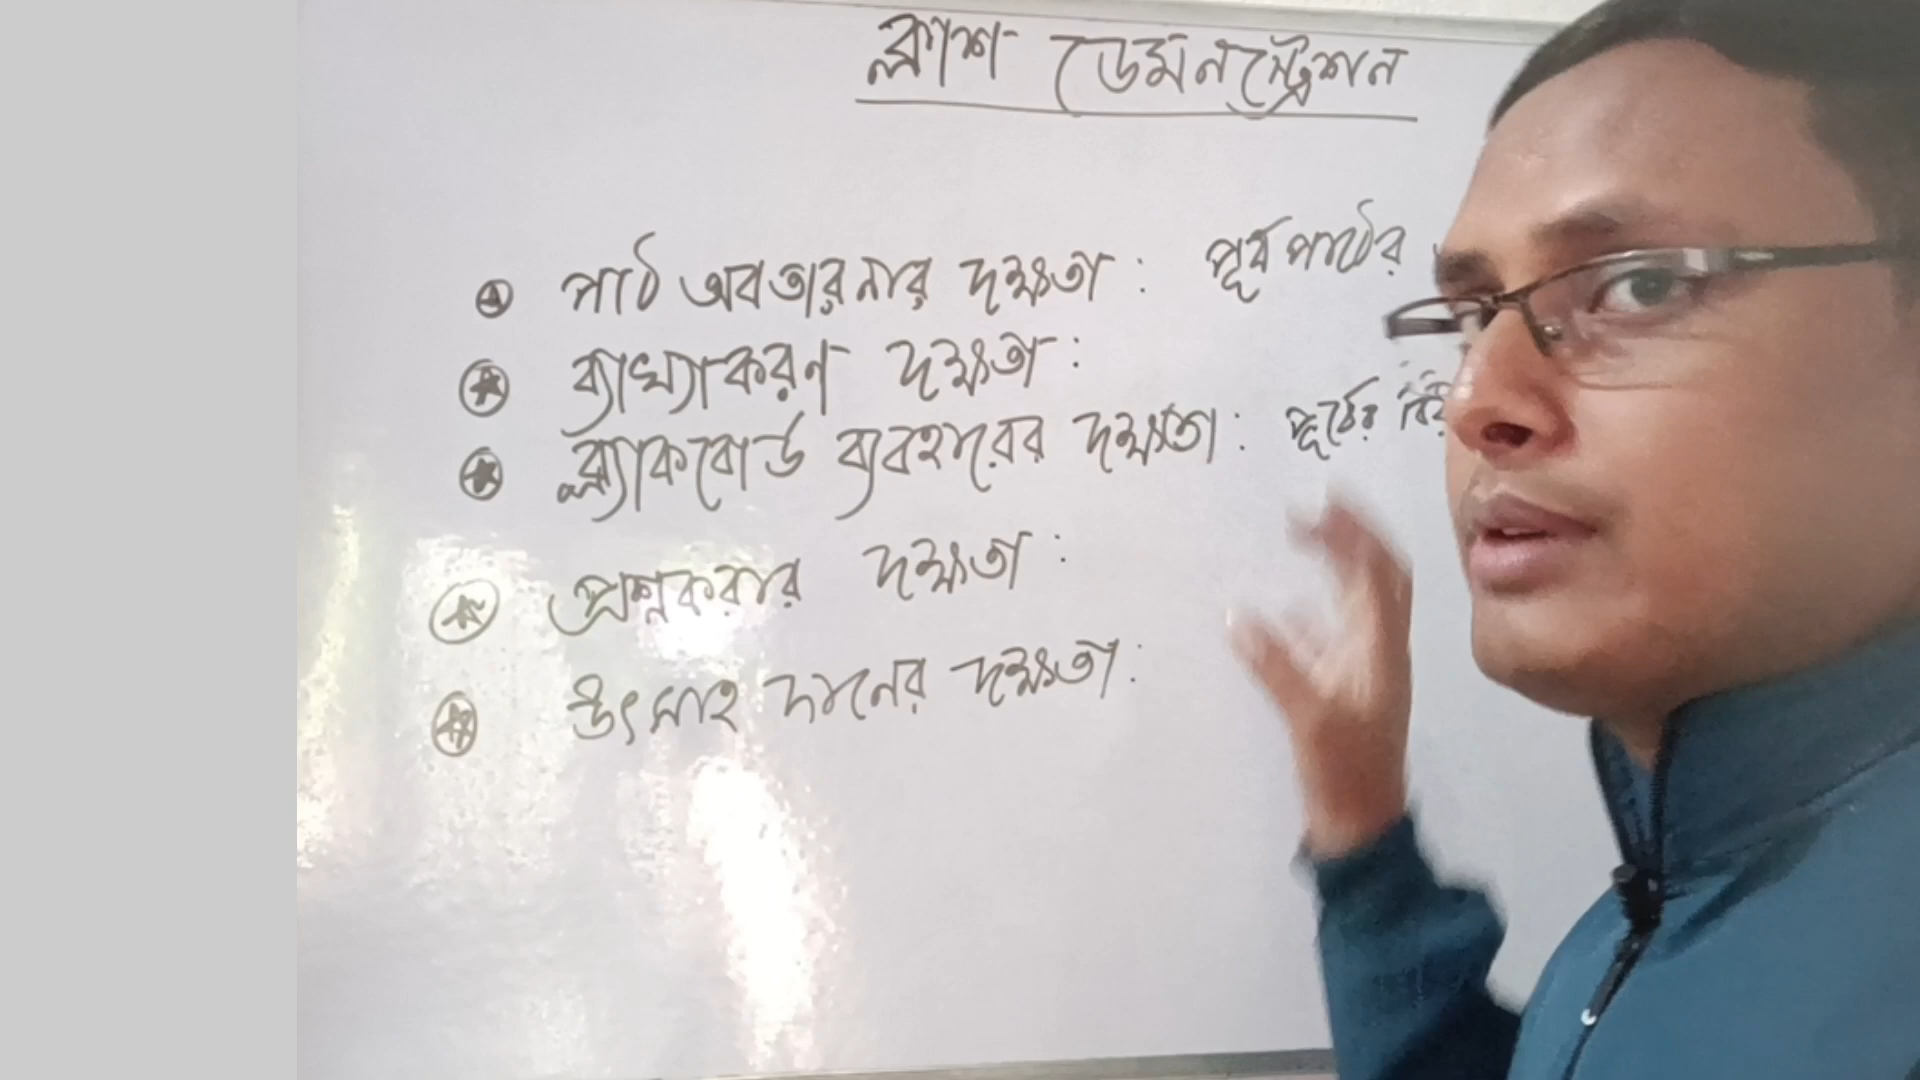 ক্লাশ ডেমনস্ট্রেশন
পাঠ অবতারনার দক্ষতা : পূর্ব পাঠের
ব্যাখ্যাকরণ দক্ষতা :
ব্ল্যাকবোর্ড ব্যবহারের দক্ষতা : পূর্বের
প্রশ্নকরার দক্ষতা :
উৎসাহ দানের দক্ষতা :